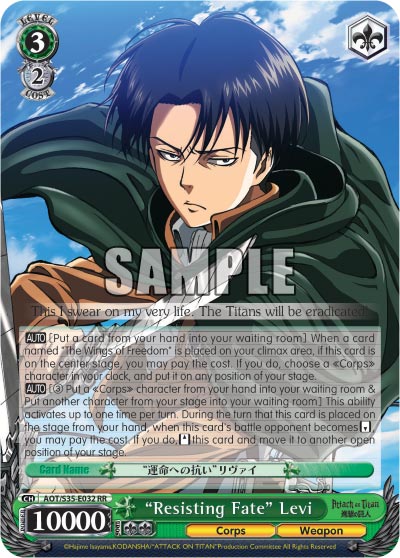 LEVEL
3
2
COST
SAMPLE
This I swear on my very life. The Titans will be eradicated.
AUTO [Put a card from your hand into your waiting room] When a card
named "The Wings of Freedom" is placed on your climax area, if this card is
on the center stage, you may pay the cost. If you do, choose a «Corps»
character in your clock, and put it on any position of your stage.
AUTO [③ Put a «Corps» character from your hand into your waiting room &
Put another character from your stage into your waiting room] This ability
activates up to one time per turn. During the turn that this card is placed on
the stage from your hand, when this card's battle opponent becomes, you
may pay the cost. If you do, this card and move it to another open
position of your stage.
Card Name
"運命への抗い"リヴァイ
CH AOT/S35-E032 RR
POWER
10000
SOUL
"Resisting Fate" Levi
Attack on Titan
進撃の巨人
Corps
Weapon
©Hajime Isayama,KODANSHA/"ATTACK ON TITAN"Production Committee.All Rights Reserved.